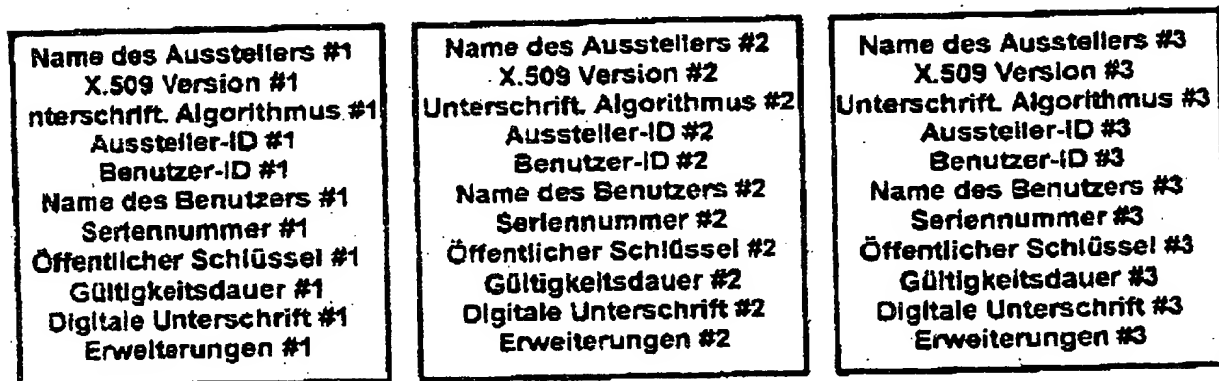 Name des Ausstellers #1
X.509 Version #1
nterschrift. Algorithmus #1
Aussteller-ID #1
Benutzer-ID #1
Name des Benutzers #1
Seriennummer #1
Öffentlicher Schlüssel #1
Gültigkeitsdauer #1
Digitale Unterschrift #1
Erweiterungen #1
Name des Ausstellers #2
X.509 Version #2
Unterschrift. Algorithmus #2
Aussteller-ID #2
Benutzer-ID #2
Name des Benutzers #2
Seriennummer #2
Öffentlicher Schlüssel #2
Gültigkeitsdauer #2
Digitale Unterschrift #2
Erweiterungen #2
Name des Ausstellers #3
X.509 Version #3
Unterschrift. Algorithmus #3
Aussteller-ID #3
Benutzer-ID #3
Name des Benutzers #3
Seriennummer #3
Öffentlicher Schlüssel #3
Gültigkeitsdauer #3
Digitale Unterschrift #3
Erweiterungen #3